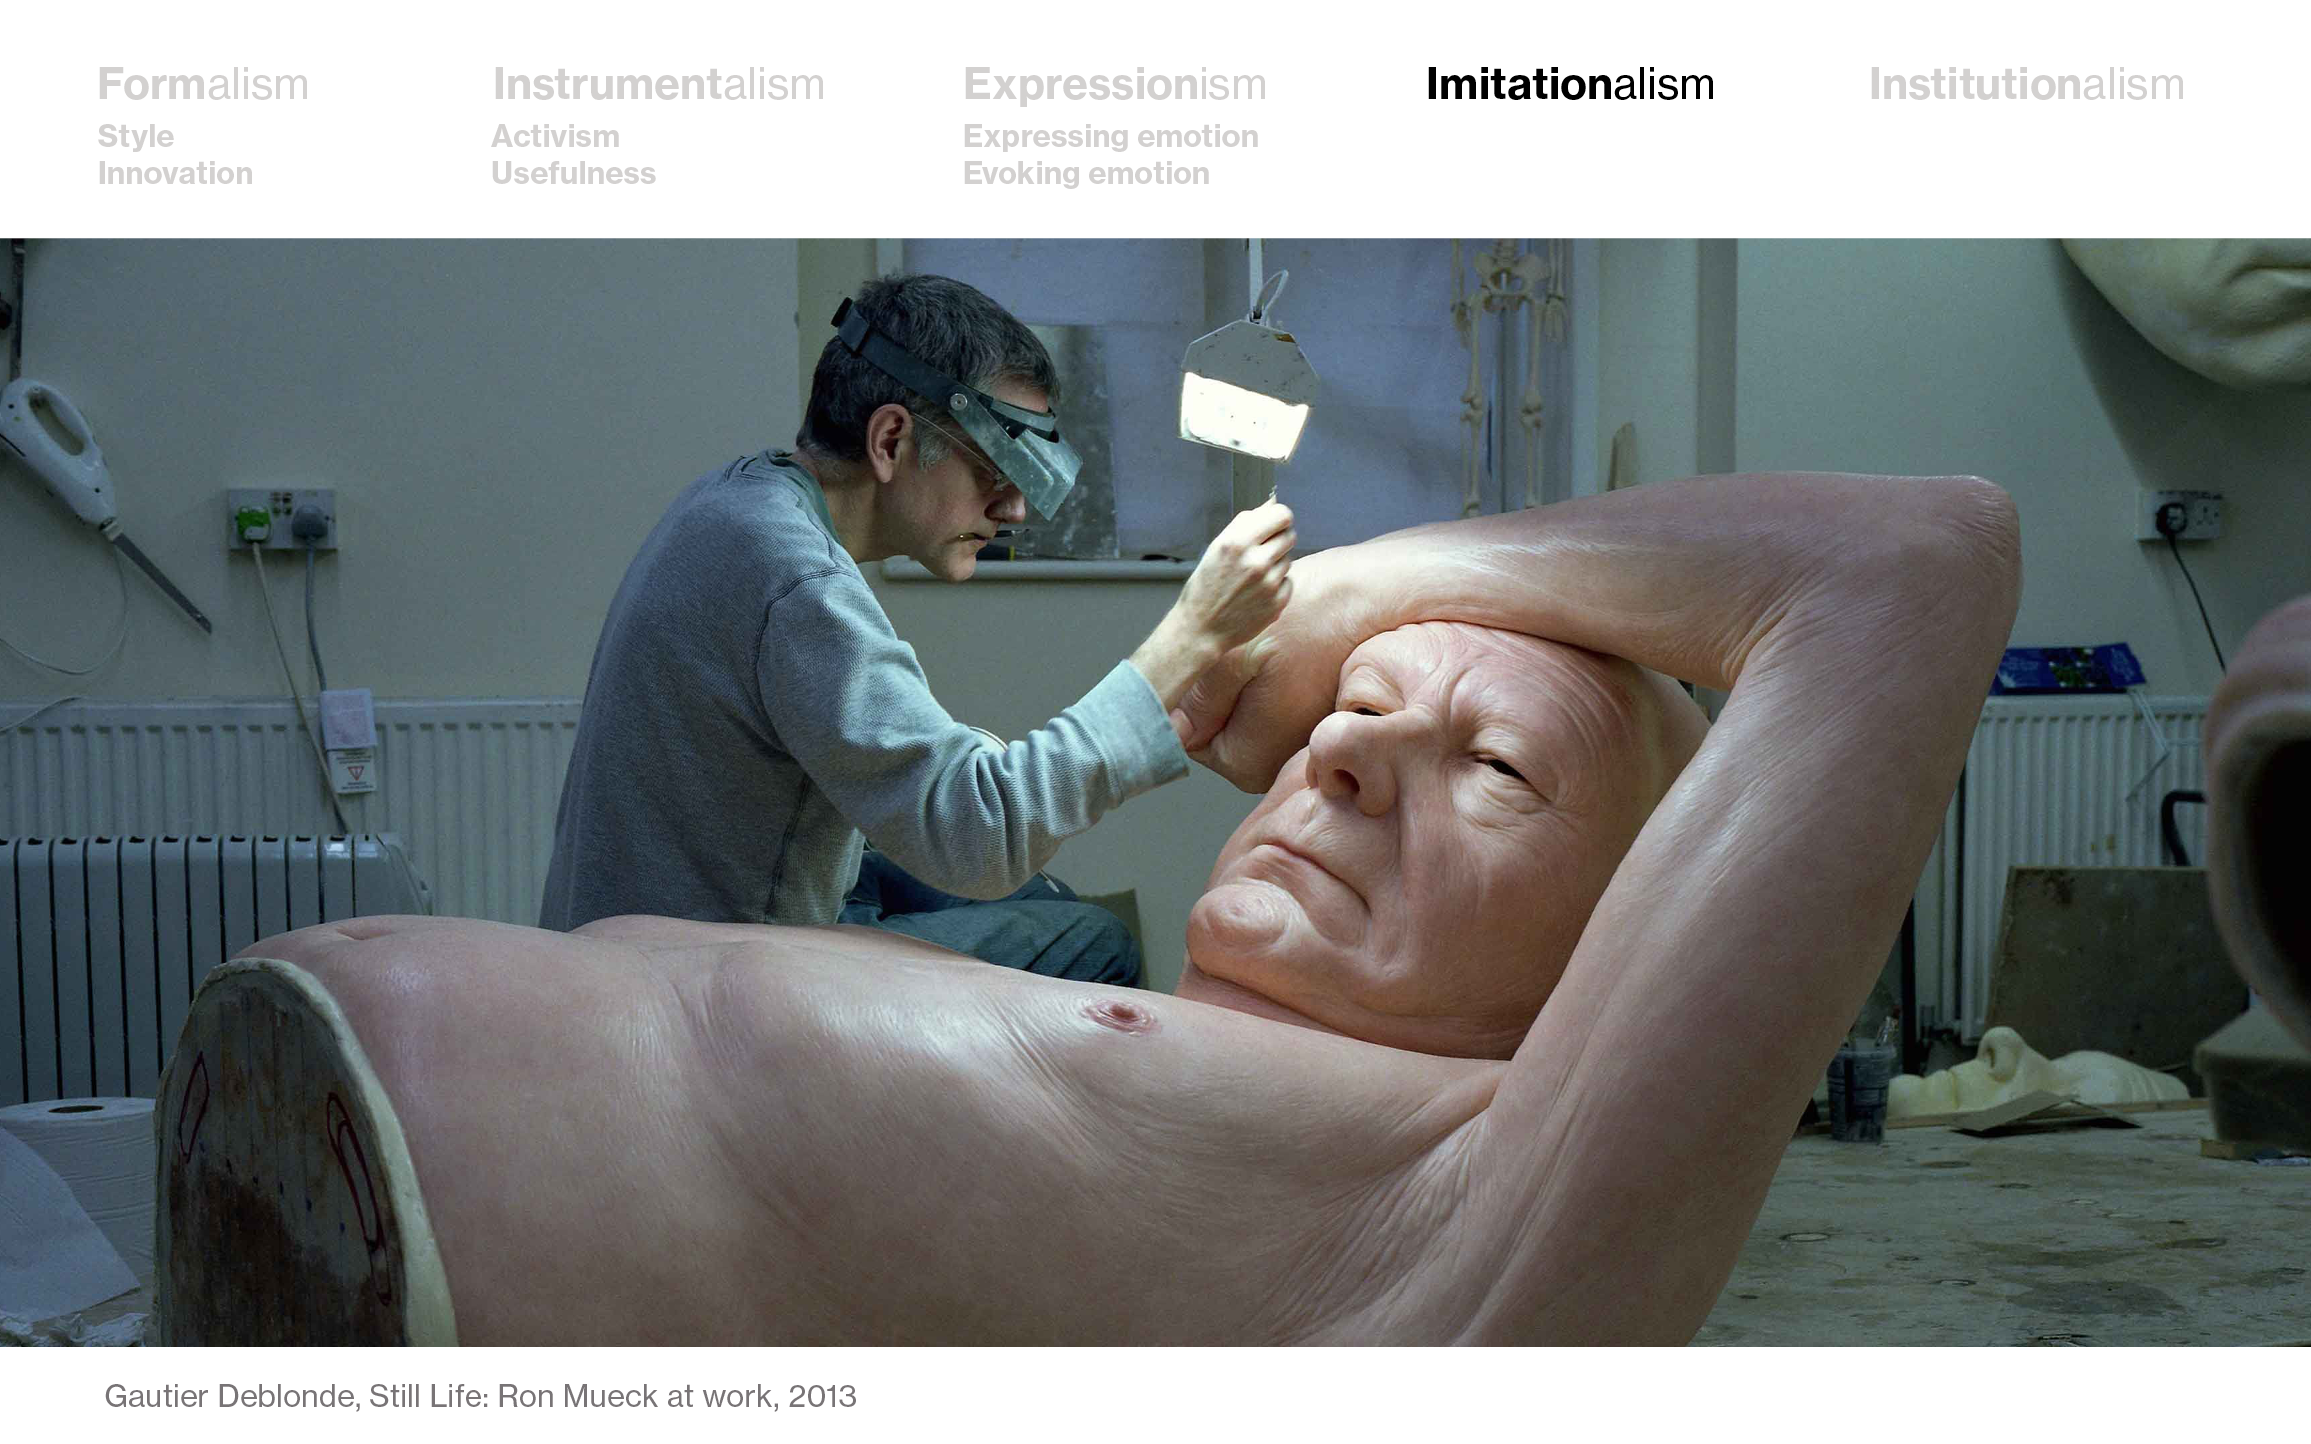 Formalism
Style
Innovation
Instrumentalism
Activism
Usefulness
Expressionism
Expressing emotion
Evoking emotion
Imitationalism
Institutionalism
Gautier Deblonde, Still Life: Ron Mueck at work, 2013